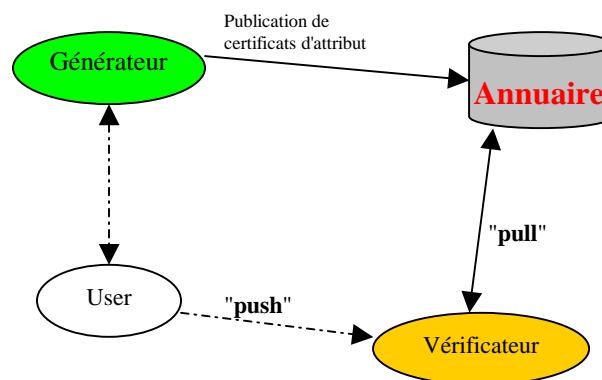 Publication de
certificats d'attribut
Générateur
Annuaire
"pull"
User
"push"
Vérificateur